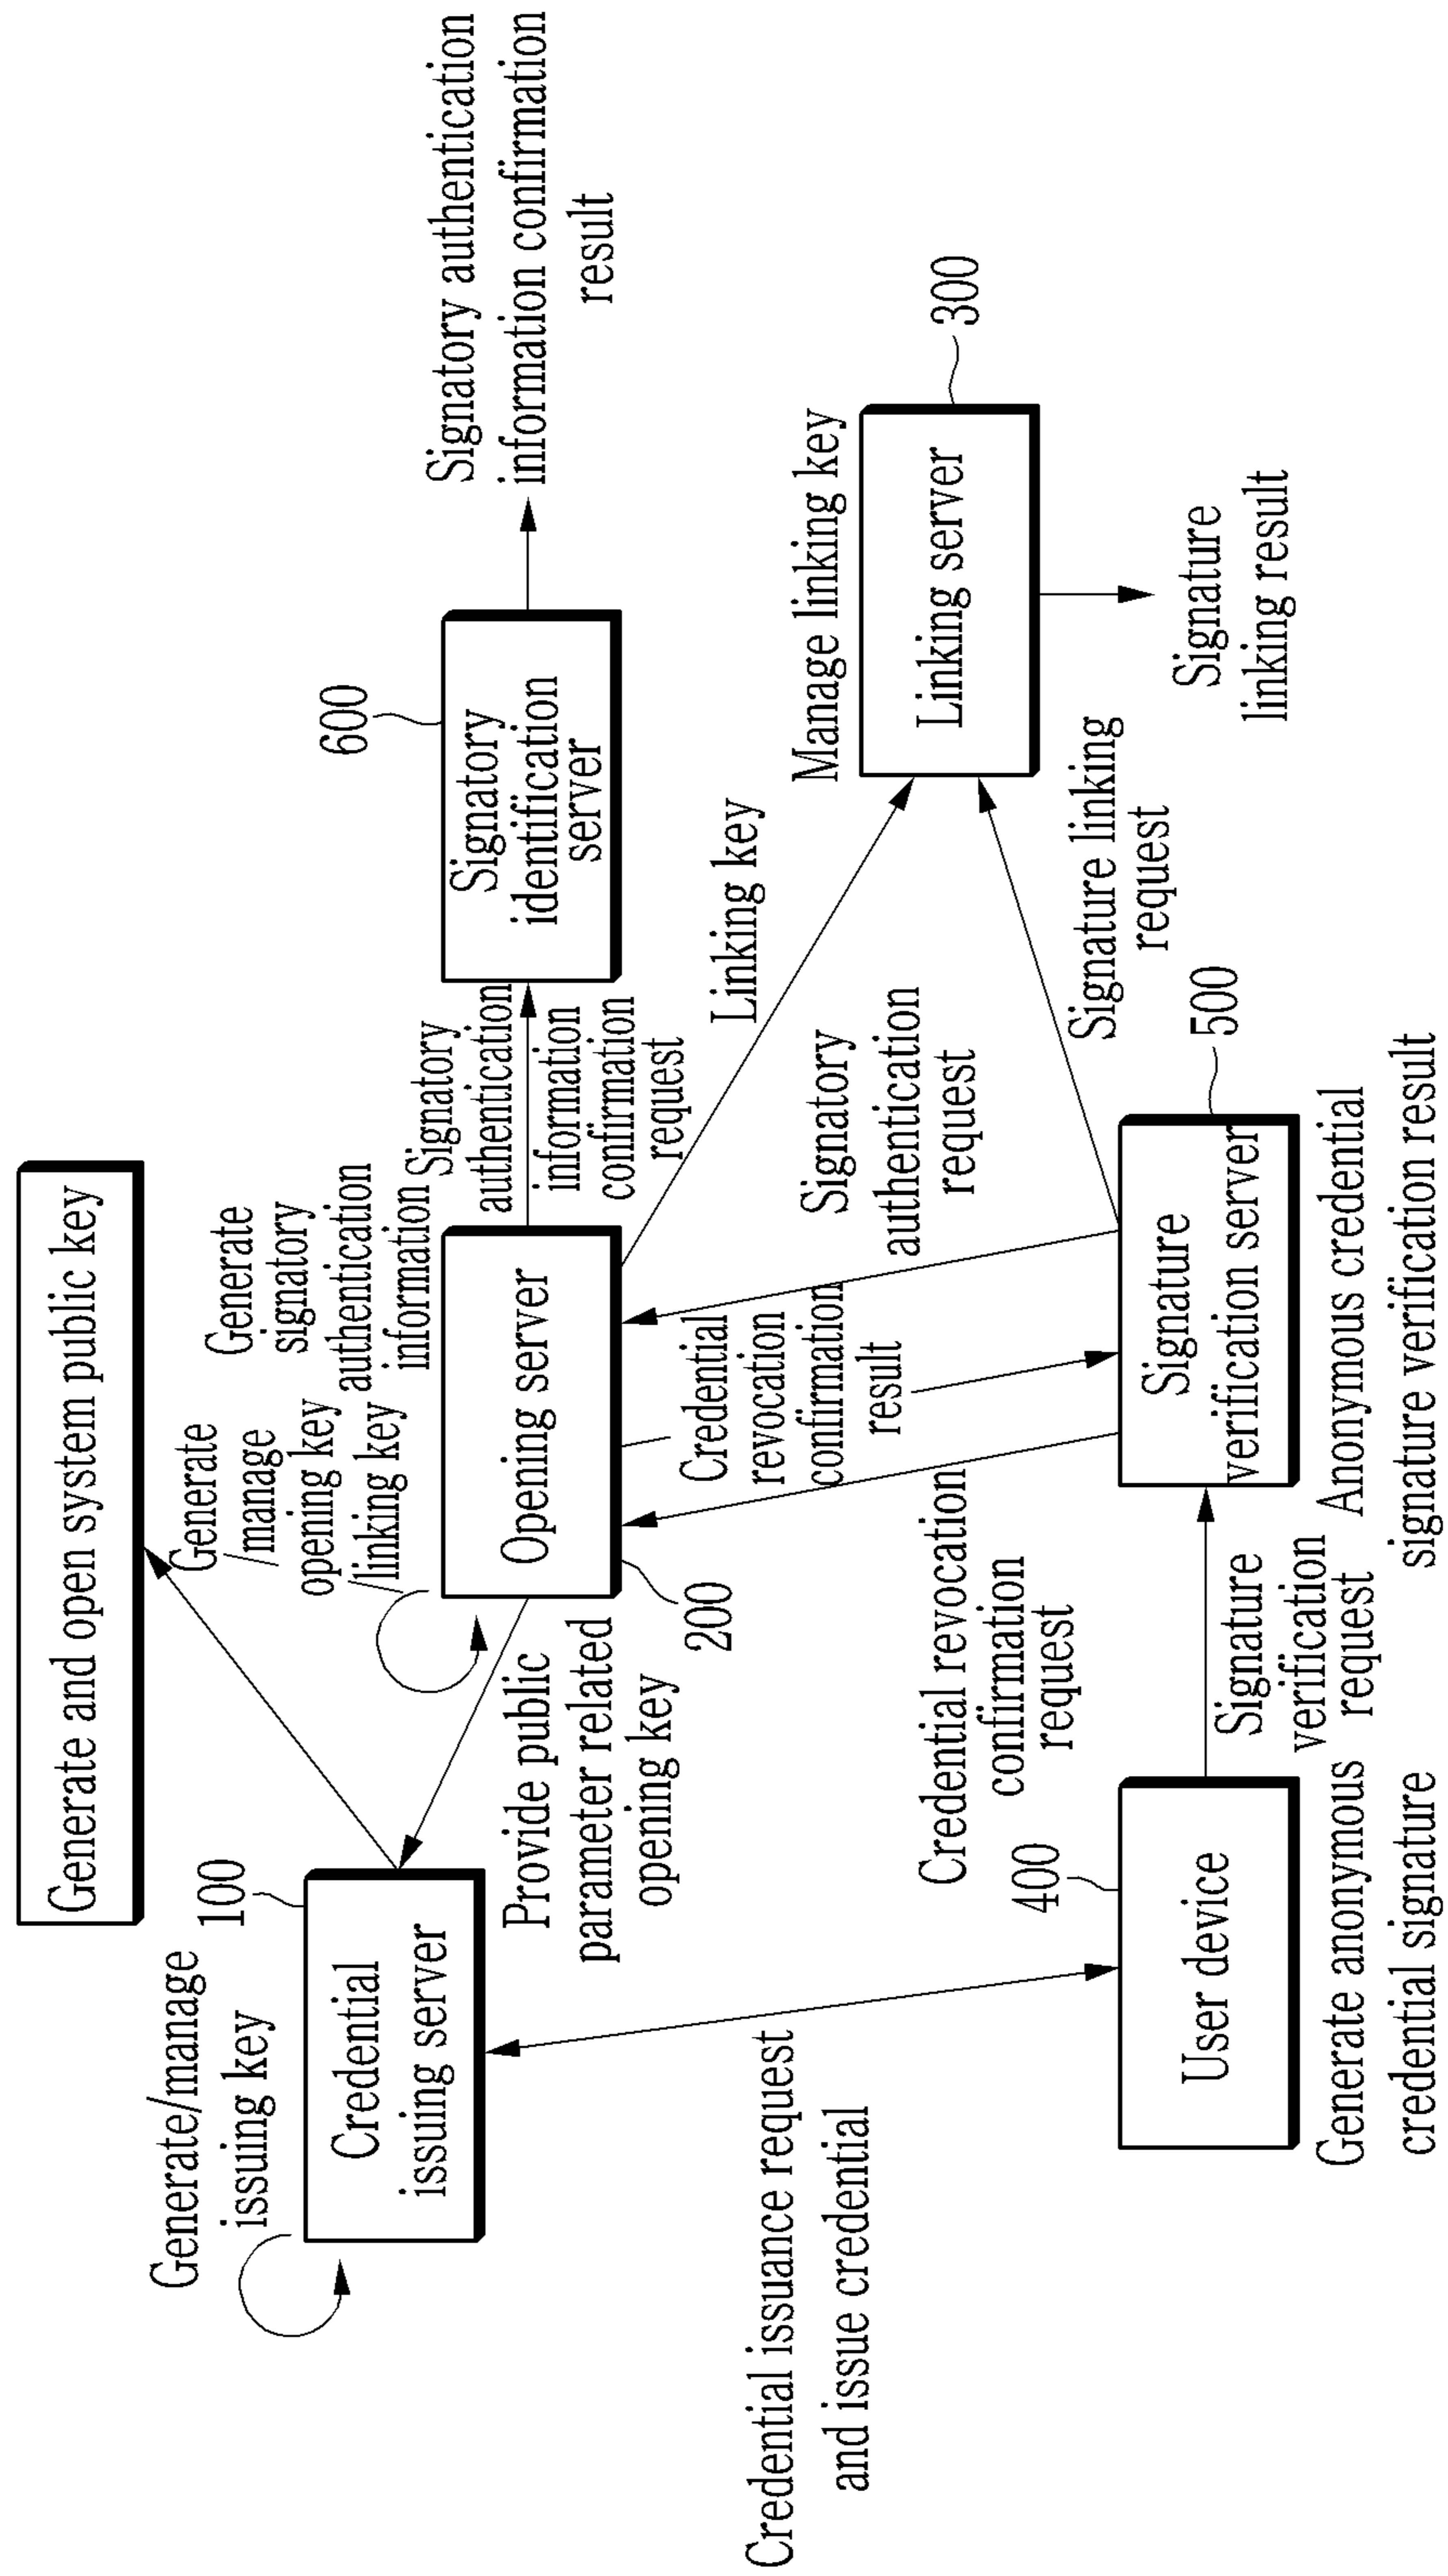 Generate and open system public key
Generate/manage
issuing key
100
Credential
issuing server
Generate
manage
opening key
linking key
Generate
signatory
authentication
information
Opening server
200
Signatory
authentication
information
confirmation
request
600
Signatory
identification
server
Signatory authentication
information confirmation
result
Provide public
parameter related
opening key
Linking key
Manage linking key
Linking server
300
Signature
linking result
Credential issuance request
and issue credential
Credential revocation
confirmation
request
Credential
revocation
confirmation
result
Signatory
authentication
request
Signature linking
request
400
User device
Generate anonymous
credential signature
Signature
verification
request
500
Signature
verification server
Anonymous credential
signature verification result